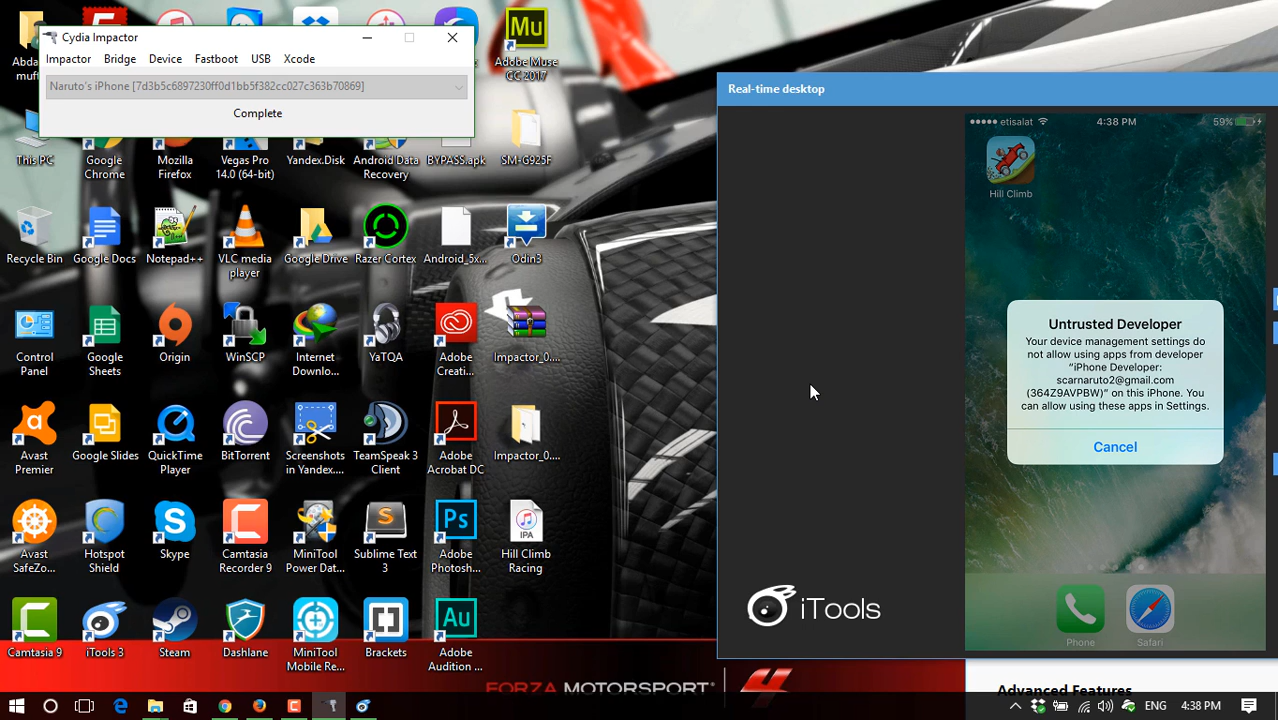 Cydia Impactor
Impactor Bridge Device Fastboot USB Xcode
Naruto's iPhone [7d3b5c6897230ff0d1bb5f382cc027c363b70869]
Complete
Mu
Adobe Muse
CC 2017
This PC
Google
Chrome
Mozilla
Firefox
Vegas Pro
14.0 (64-bit)
Yandex.Disk
Android Data
Recovery
BYPASS.apk
SM-G925F
Recycle Bin
Google Docs
Notepad++
VLC media
player
Google Drive
Razer Cortex
Android_5x...
Odin3
Control
Panel
Google
Sheets
Origin
WinSCP
Internet
Downlo...
YaTQA
Adobe
Creati...
Impactor_0....
Avast
Premier
Google Slides
QuickTime
Player
BitTorrent
Screenshots
in Yandex....
TeamSpeak 3
Client
Adobe
Acrobat DC
Impactor_0....
Avast
SafeZo...
Hotspot
Shield
Skype
Camtasia
Recorder 9
MiniTool
Power Dat...
Sublime Text
3
Ps
Adobe
Photosh...
IPA
Hill Climb
Racing
Camtasia 9
iTools 3
Steam
Dashlane
MiniTool
Mobile Re...
Brackets
Au
Adobe
Audition ...
FORZA MOTORSPORT 4
Real-time desktop
etisalat 4:38 PM 59%
Hill Climb
Untrusted Developer
Your device management settings do
not allow using apps from developer
“iPhone Developer:
scarnaruto2@gmail.com
(364Z9AVPBW)” on this iPhone. You
can allow using these apps in Settings.
Cancel
Phone
Safari
iTools
Advanced Features
ENG 4:38 PM